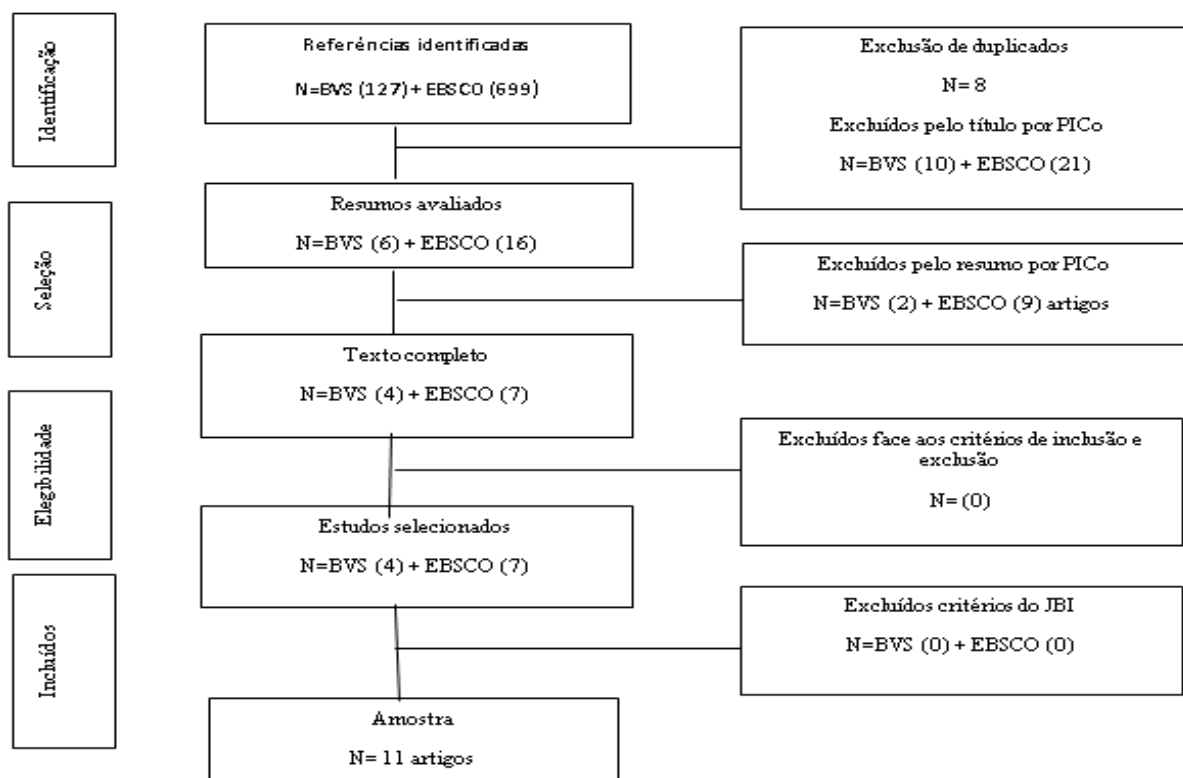 Identificação
Referências identificadas
N=BVS (127) + EBSCO (699)
Exclusão de duplicados
N= 8
Excluídos pelo título por PICo
N=BVS (10) + EBSCO (21)
Seleção
Resumos avaliados
N=BVS (6) + EBSCO (16)
Excluídos pelo resumo por PICo
N=BVS (2) + EBSCO (9) artigos
Texto completo
N=BVS (4) + EBSCO (7)
Elegibilidade
Excluídos face aos critérios de inclusão e
exclusão
N= (0)
Estudos selecionados
N=BVS (4) + EBSCO (7)
Incluídos
Excluídos critérios do JBI
N=BVS (0) + EBSCO (0)
Amostra
N= 11 artigos